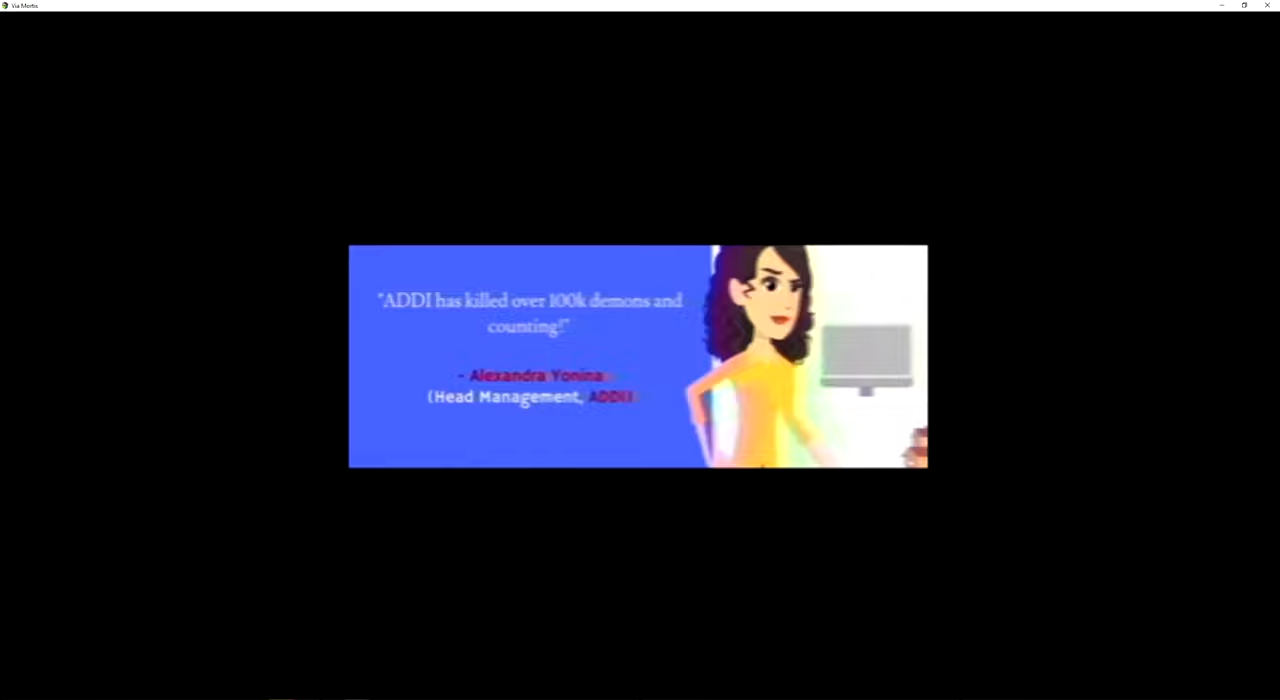 Via Mortis
"ADDI has killed over 100k demons and
counting!"
- Alexandra Yonina
(Head Management, ADDI)